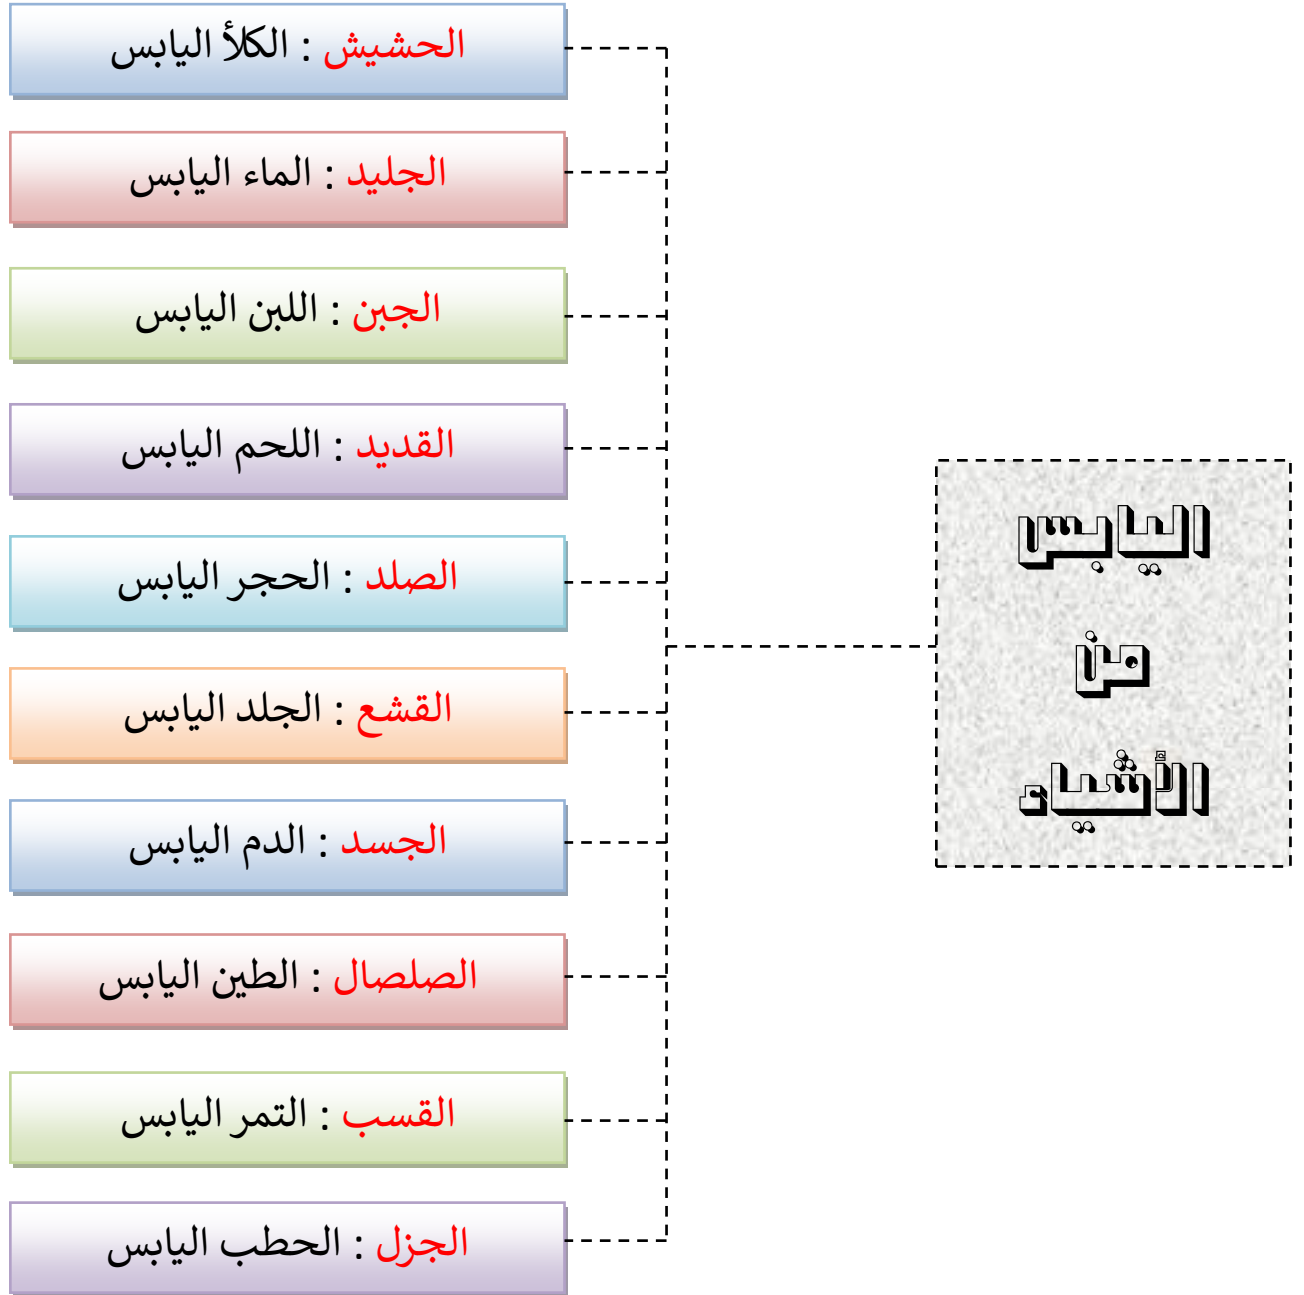 اليابس
من
الأشياء
الحشيش : الكلأ اليابس
الجليد : الماء اليابس
الجبن : اللبن اليابس
القديد : اللحم اليابس
الصلد : الحجر اليابس
القشع : الجلد اليابس
الجسد : الدم اليابس
الصلصال : الطين اليابس
القسب : التمر اليابس
الجزل : الحطب اليابس